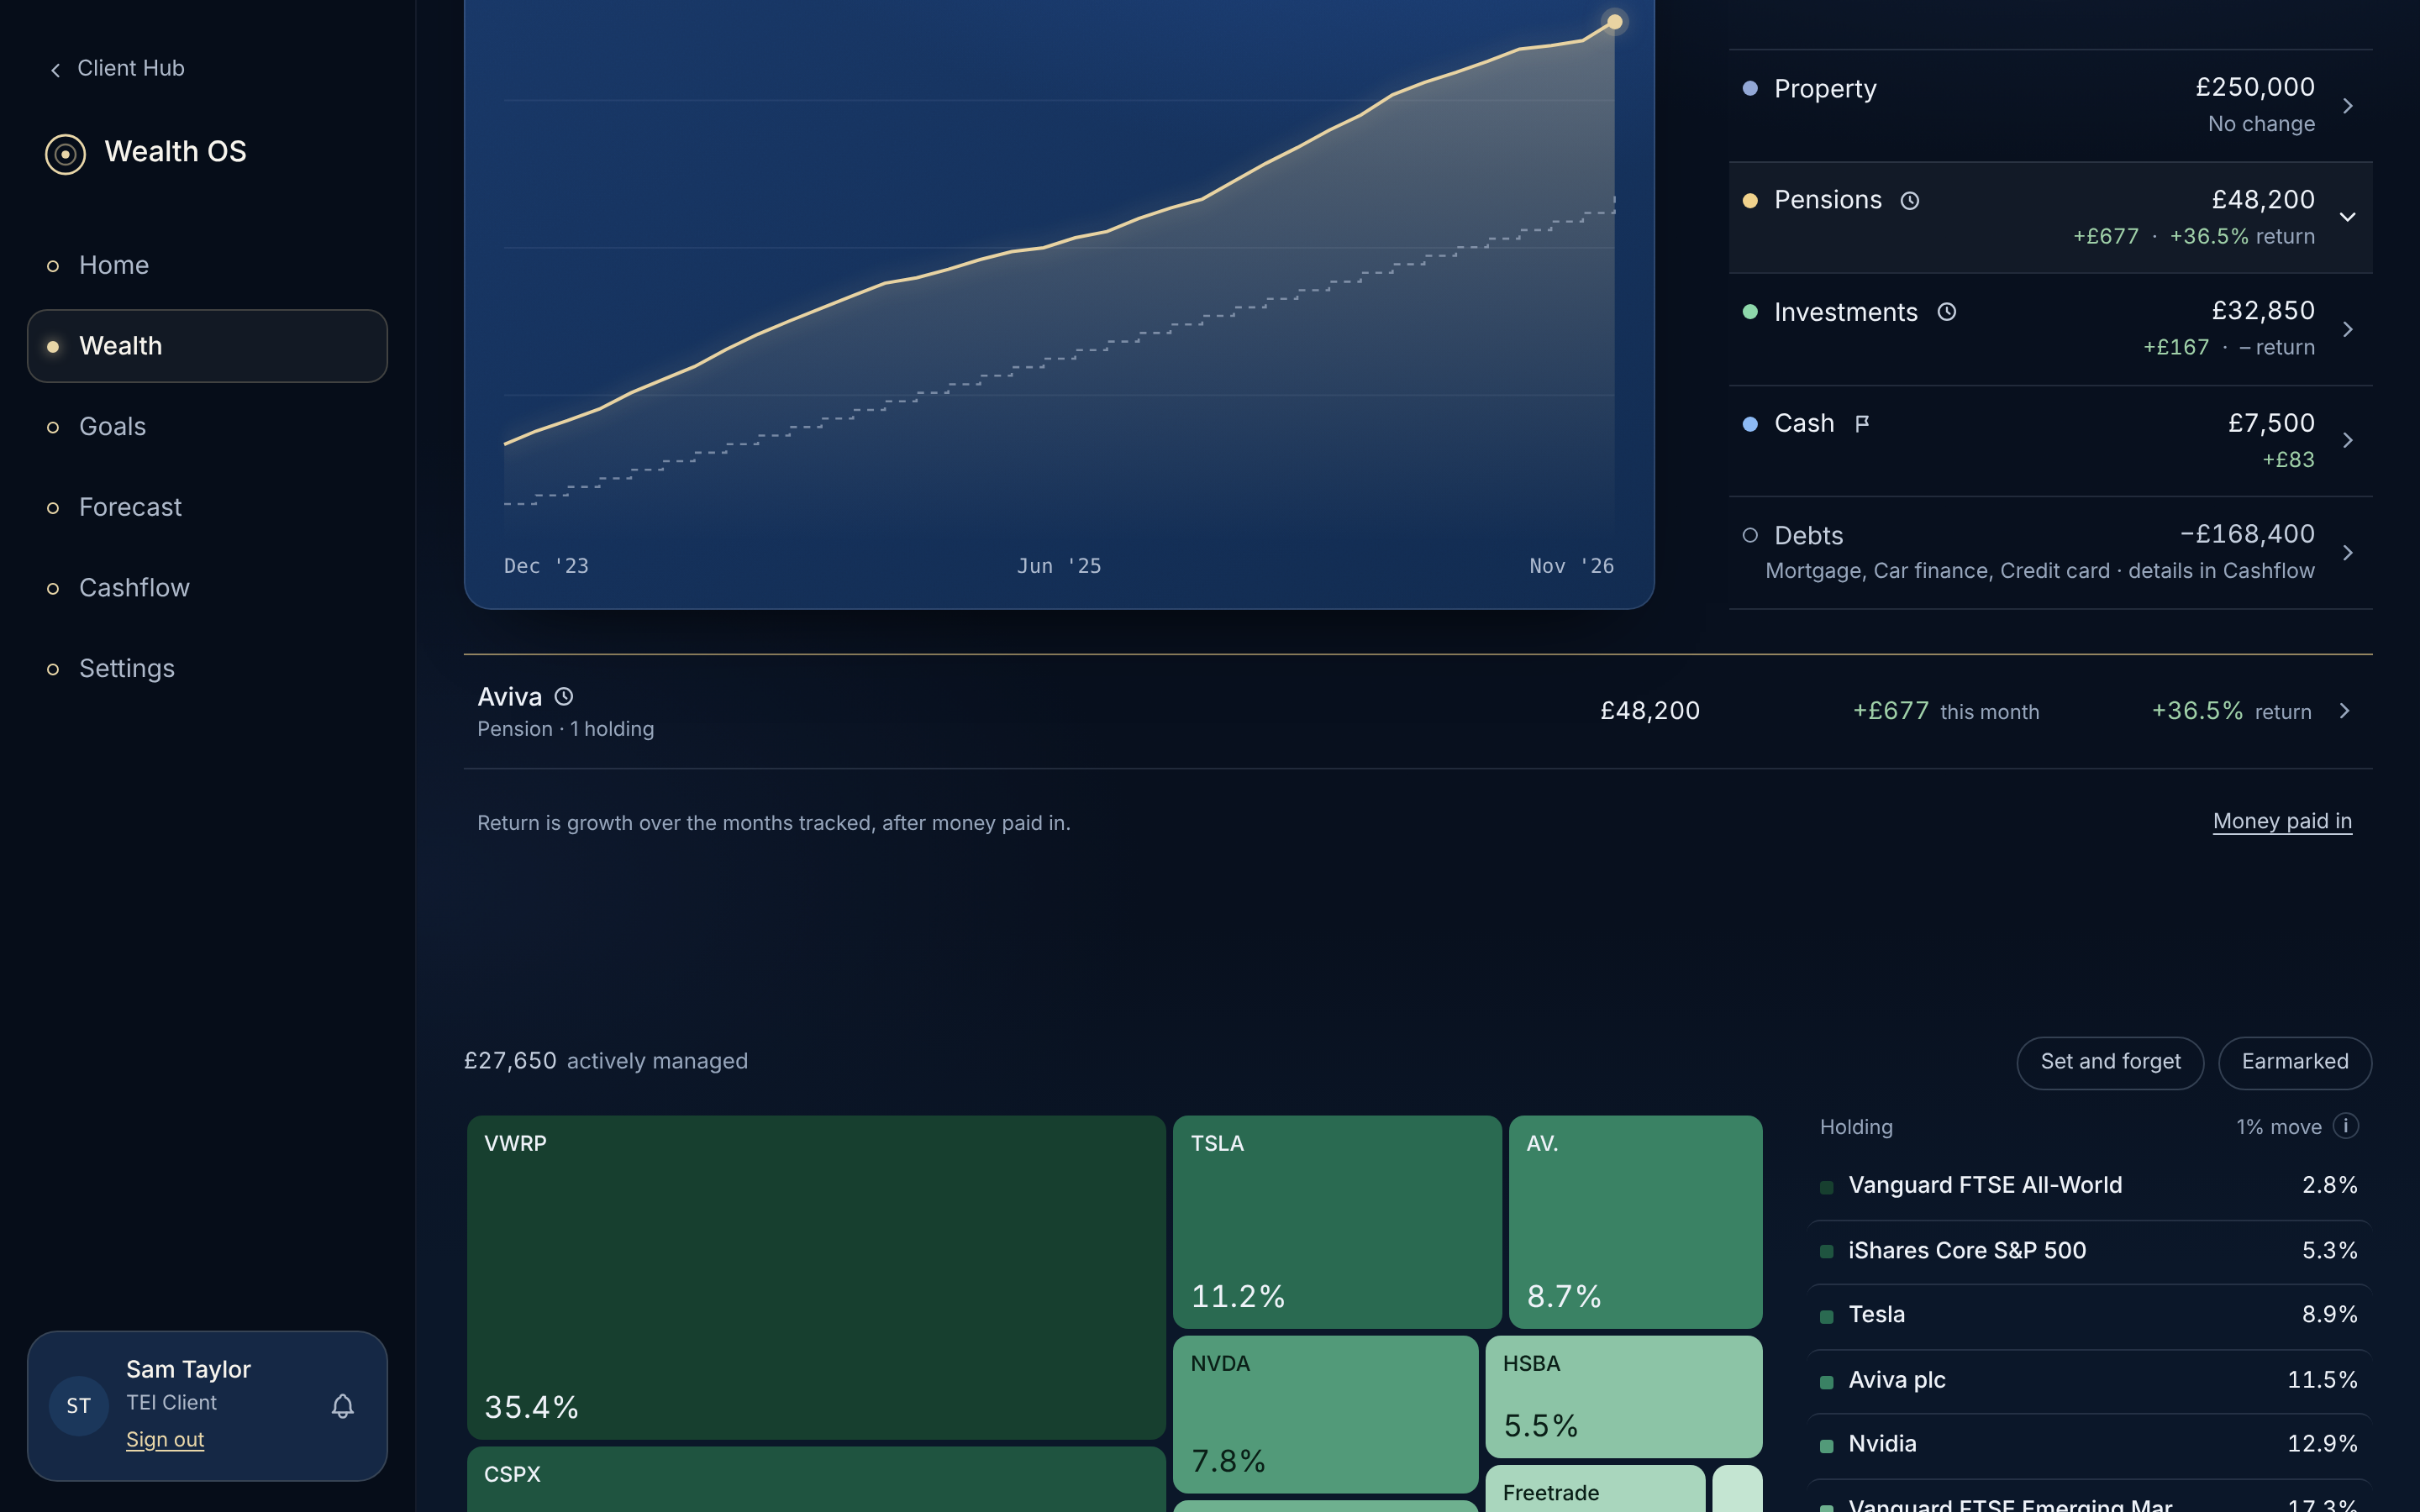 Client Hub
Wealth OS
Home
Wealth
Goals
Forecast
Cashflow
Settings
ST
Sam Taylor
TEI Client
Sign out
Dec '23
Jun '25
Nov '26
Property
£250,000
No change
Pensions
£48,200
+£677 · +36.5% return
Investments
£32,850
+£167 · – return
Cash
£7,500
+£83
Debts
−£168,400
Mortgage, Car finance, Credit card · details in Cashflow
Aviva
Pension · 1 holding
£48,200
+£677 this month
+36.5% return
Return is growth over the months tracked, after money paid in.
Money paid in
£27,650 actively managed
Set and forget
Earmarked
VWRP
35.4%
CSPX
TSLA
11.2%
AV.
8.7%
NVDA
7.8%
HSBA
5.5%
Freetrade
Holding
1% move
i
Vanguard FTSE All-World
2.8%
iShares Core S&P 500
5.3%
Tesla
8.9%
Aviva plc
11.5%
Nvidia
12.9%
Vanguard FTSE Emerging Mar
17.3%